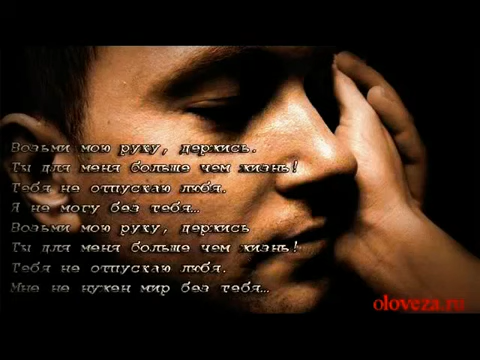 Возьми мою руку, держись.
Ты для меня больше чем жизнь!
Тебя не отпускаю любя.
Я не могу без тебя…
Возьми мою руку, держись
Ты для меня больше чем жизнь!
Тебя не отпускаю любя.
Мне не нужен мир без тебя…
oloveza.ru